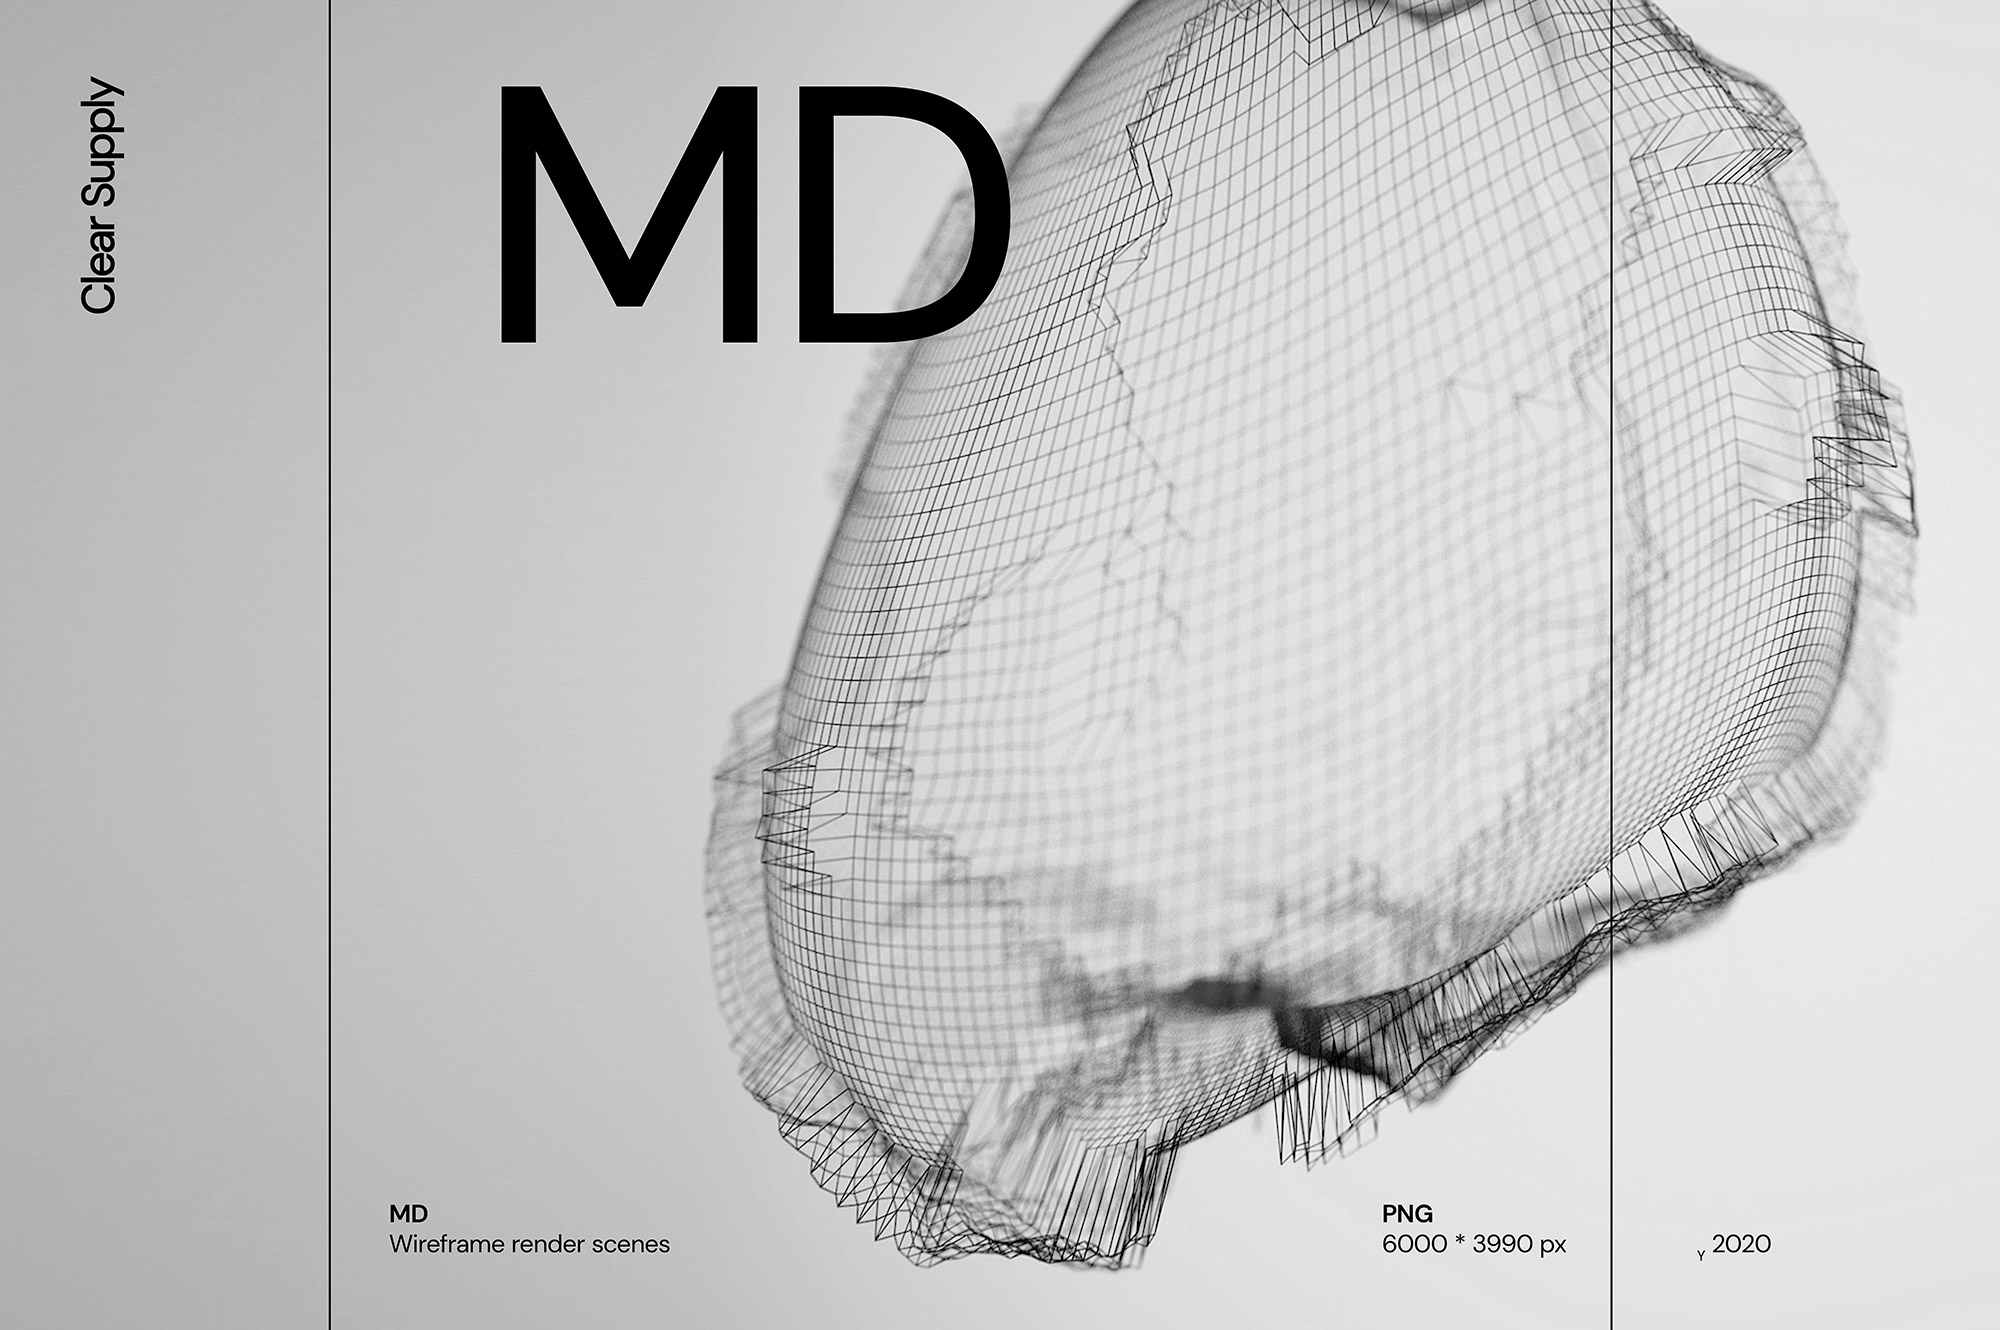 Clear Supply
MD
MD
Wireframe render scenes
PNG
6000 * 3990 px
Y 2020